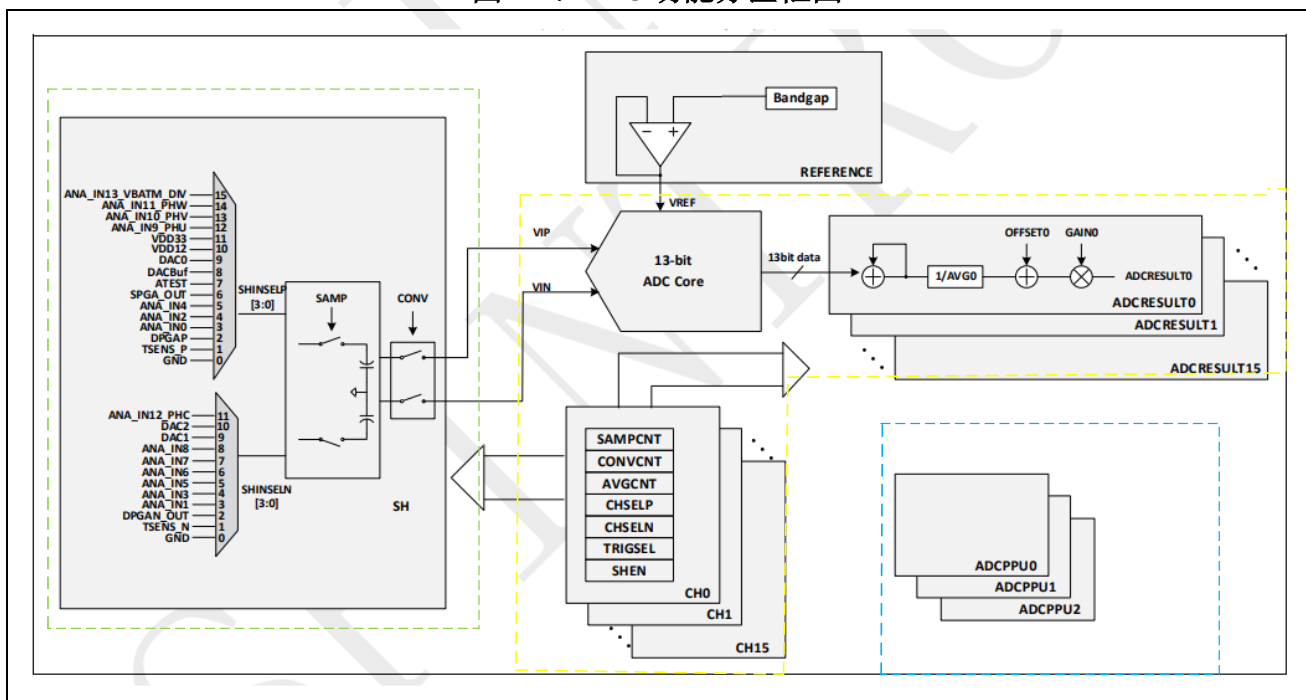 Bandgap
REFERENCE
VREF
ANA_IN13_VBATM_DIV 15
ANA_IN11_PHW 14
ANA_IN10_PHV 13
ANA_IN9_PHU 12
VDD33 11
VDD12 10
DAC0 9
DACBuf 8
ATEST 7
SPGA_OUT 6
ANA_IN4 5
ANA_IN2 4
ANA_IN0 3
DPGAP 2
TSENS_P 1
GND 0
SHINSELP
[3:0]
SAMP
CONV
VIP
VIN
13-bit
ADC Core
13bit data
OFFSET0 GAIN0
1/AVG0
ADCRESULT0
ADCRESULT0
ADCRESULT1
ADCRESULT15
ANA_IN12_PHC 11
DAC2 10
DAC1 9
ANA_IN8 8
ANA_IN7 7
ANA_IN6 6
ANA_IN5 5
ANA_IN3 4
ANA_IN1 3
DPGAN_OUT 2
TSENS_N 1
GND 0
SHINSELN
[3:0]
SH
SAMPCNT
CONVCNT
AVGCNT
CHSELP
CHSELN
TRIGSEL
SHEN
CH0
CH1
CH15
ADCPPU0
ADCPPU1
ADCPPU2